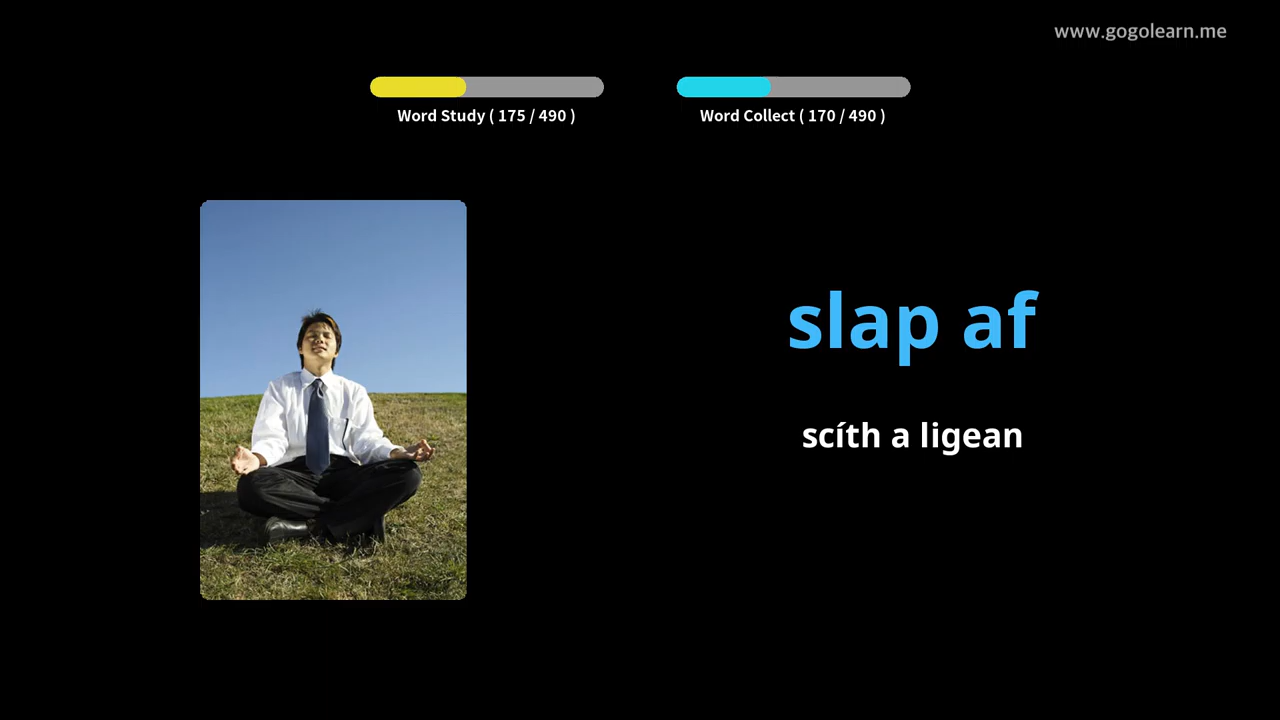 www.gogolearn.me
Word Study ( 175 / 490 )
Word Collect ( 170 / 490 )
slap af
scíth a ligean